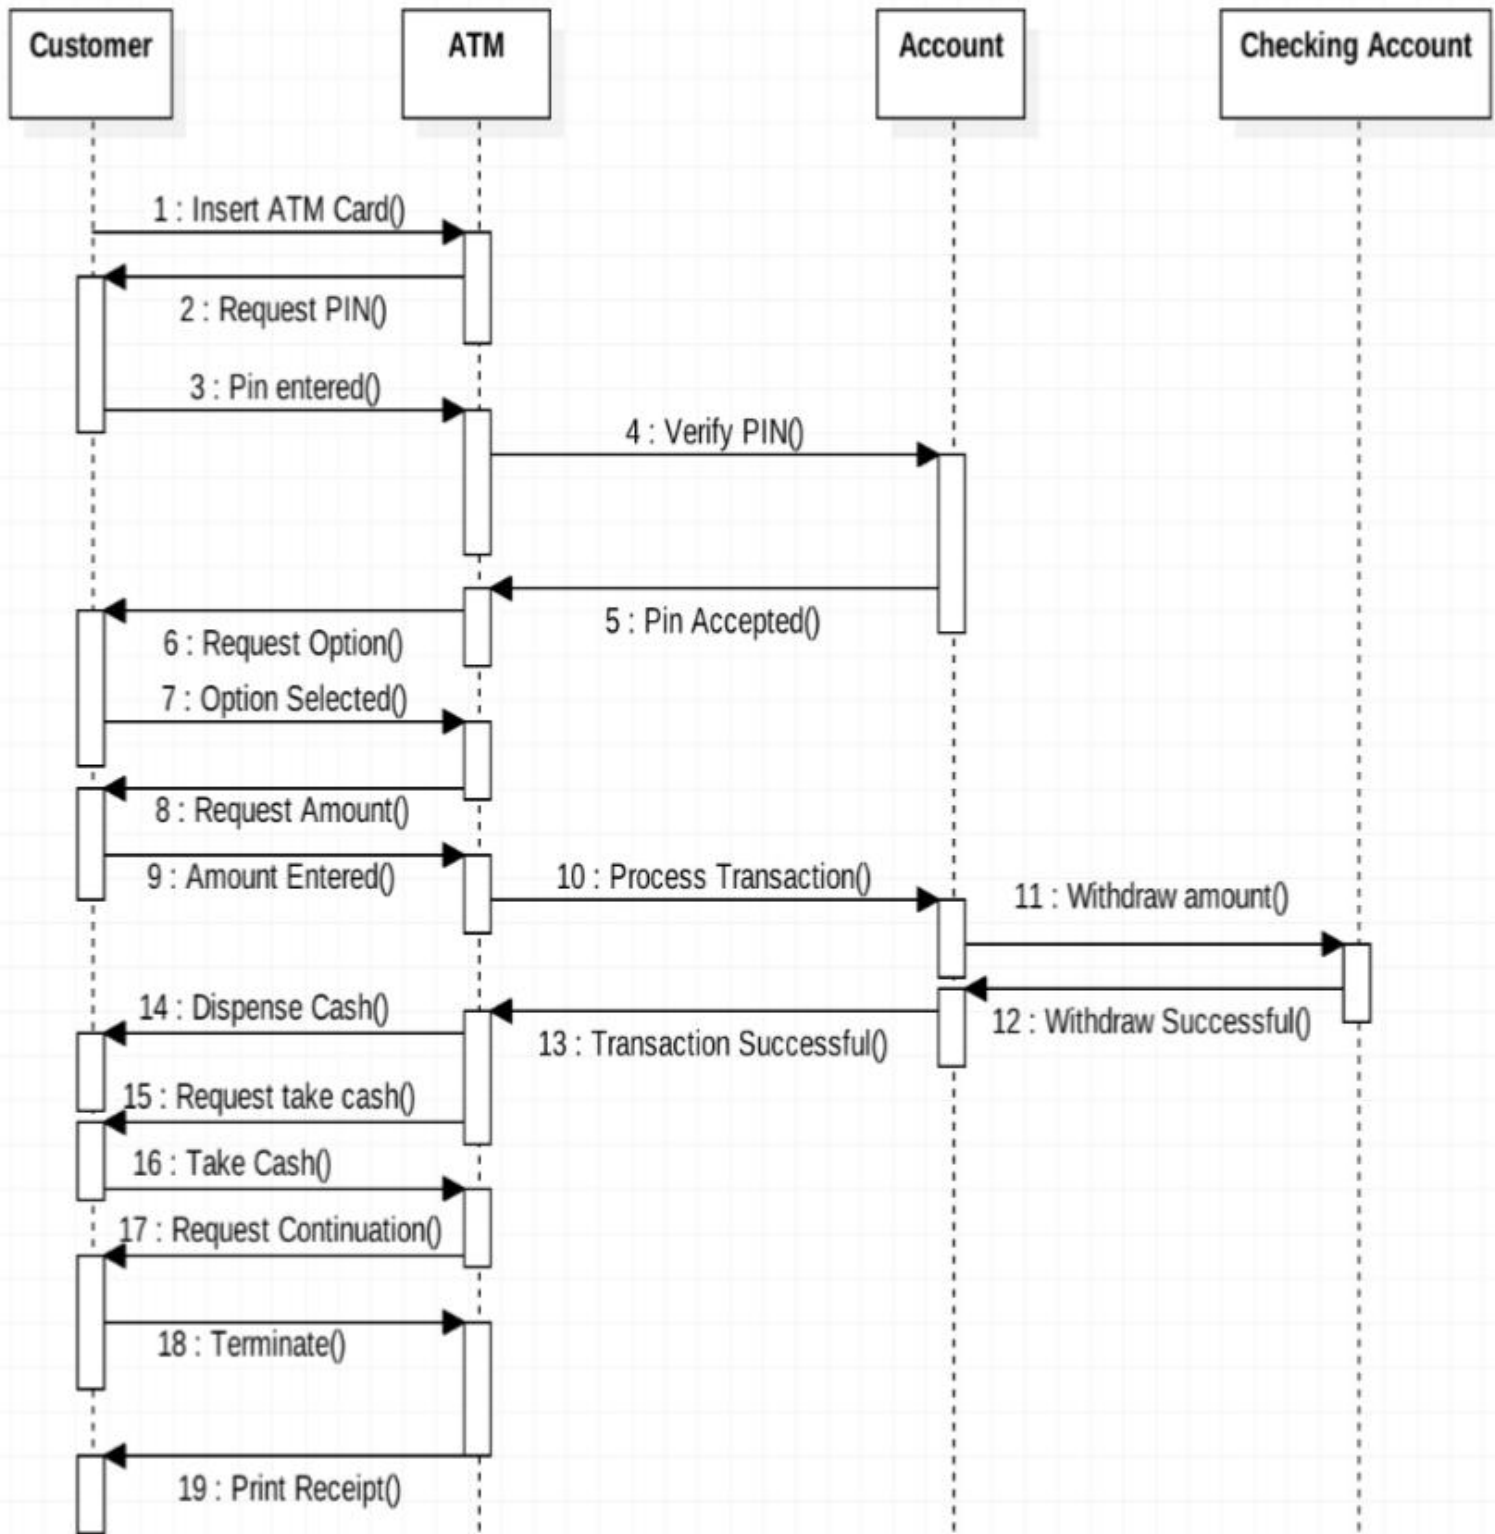 Customer
ATM
Account
Checking Account
1 : Insert ATM Card()
2 : Request PIN()
3 : Pin entered()
4 : Verify PIN()
5 : Pin Accepted()
6 : Request Option()
7 : Option Selected()
8 : Request Amount()
9 : Amount Entered()
10 : Process Transaction()
11 : Withdraw amount()
12 : Withdraw Successful()
13 : Transaction Successful()
14 : Dispense Cash()
15 : Request take cash()
16 : Take Cash()
17 : Request Continuation()
18 : Terminate()
19 : Print Receipt()